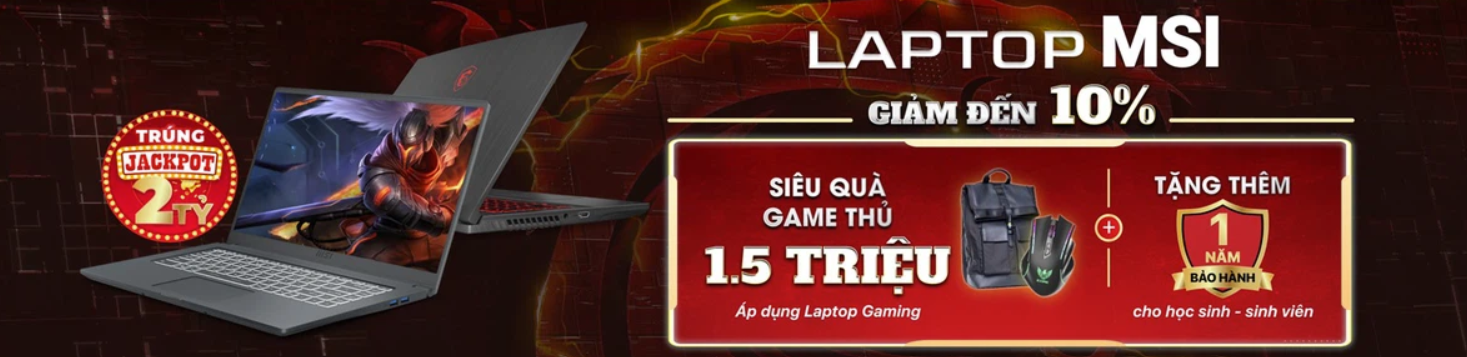 TRÚNG
JACKPOT
2 TỶ
LAPTOP MSI
GIẢM ĐẾN 10%
SIÊU QUÀ
GAME THỦ
1.5 TRIỆU
Áp dụng Laptop Gaming
+
TẶNG THÊM
1
NĂM
BẢO HÀNH
cho học sinh - sinh viên